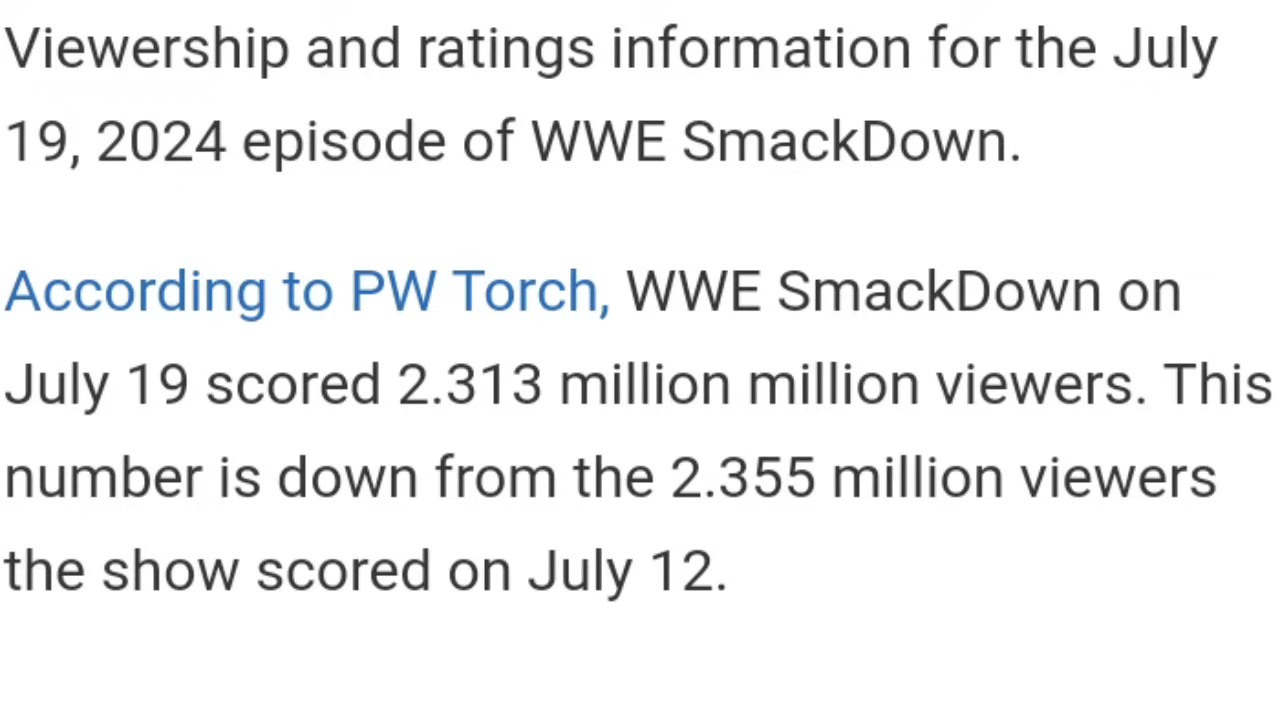 Viewership and ratings information for the July
19, 2024 episode of WWE SmackDown.
According to PW Torch, WWE SmackDown on
July 19 scored 2.313 million million viewers. This
number is down from the 2.355 million viewers
the show scored on July 12.